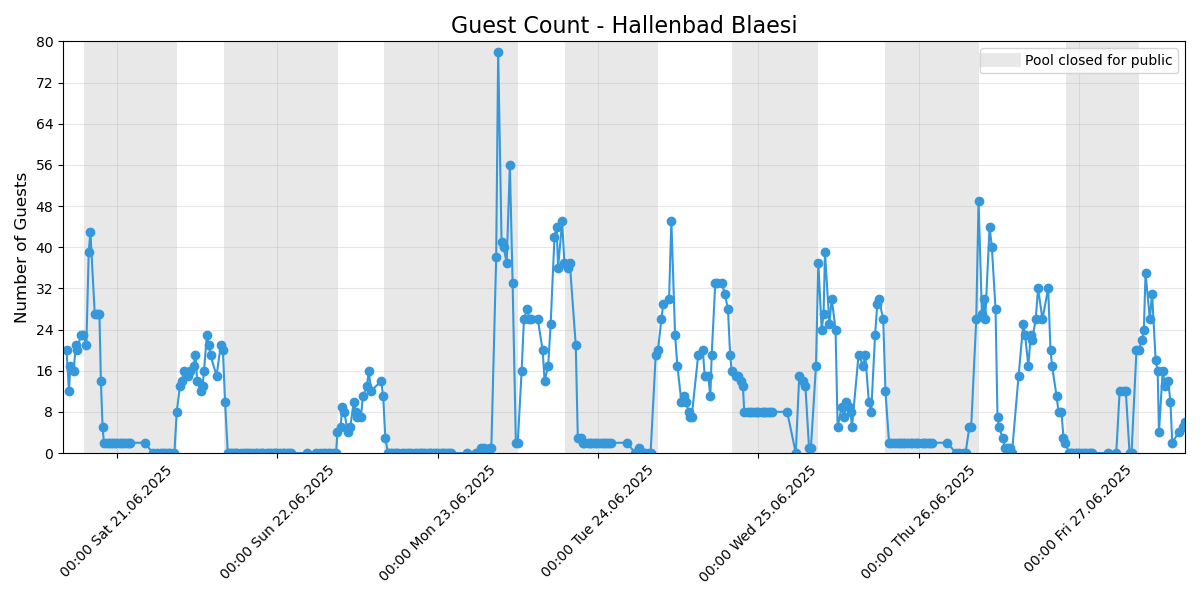 Guest Count - Hallenbad Blaesi
Pool closed for public
Number of Guests
80
72
64
56
48
40
32
24
16
8
0
00:00 Sat 21.06.2025
00:00 Sun 22.06.2025
00:00 Mon 23.06.2025
00:00 Tue 24.06.2025
00:00 Wed 25.06.2025
00:00 Thu 26.06.2025
00:00 Fri 27.06.2025